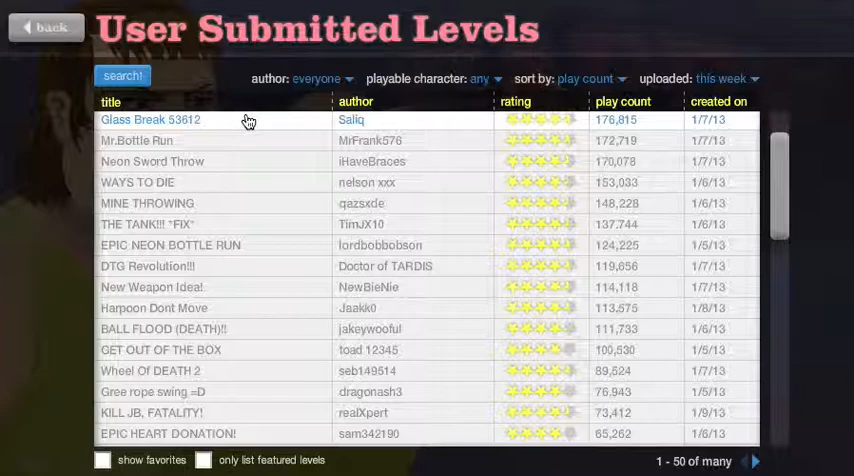 back
User Submitted Levels
search!
author: everyone playable character: any sort by: play count uploaded: this week
title author rating play count created on
Glass Break 53612 Saliq 176,815 1/7/13
Mr.Bottle Run MrFrank576 172,719 1/7/13
Neon Sword Throw iHaveBraces 170,078 1/7/13
WAYS TO DIE nelson xxx 153,033 1/6/13
MINE THROWING qazsxde 148,228 1/6/13
THE TANK!!! *FIX* TimJX10 137,744 1/6/13
EPIC NEON BOTTLE RUN lordbobbobson 124,225 1/5/13
DTG Revolution!!! Doctor of TARDIS 119,656 1/7/13
New Weapon Idea!. NewBieNie 114,118 1/7/13
Harpoon Dont Move Jaakk0 113,575 1/8/13
BALL FLOOD (DEATH)!! jakeywooful 111,733 1/6/13
GET OUT OF THE BOX toad 12345 100,530 1/5/13
Wheel Of DEATH 2 seb149514 89,524 1/7/13
Gree rope swing =D dragonash3 76,943 1/5/13
KILL JB, FATALITY! realXpert 73,412 1/9/13
EPIC HEART DONATION! sam342190 65,262 1/6/13
show favorites only list featured levels 1 - 50 of many